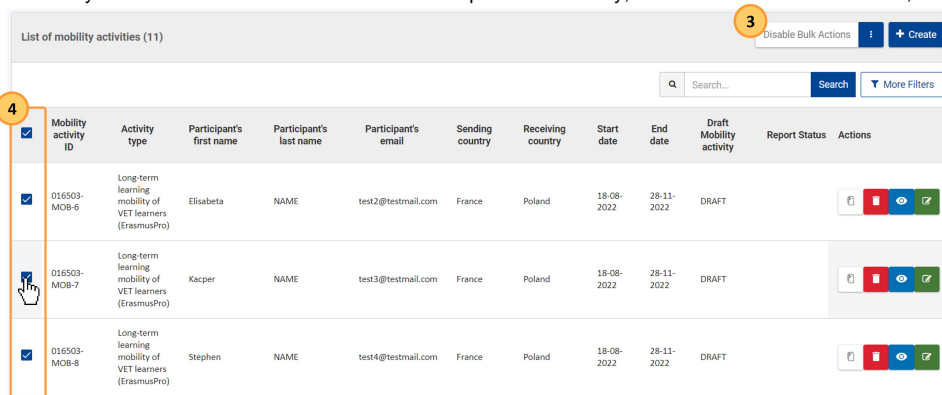 List of mobility activities (11)
3
Disable Bulk Actions
+ Create
Search...
Search
More Filters
4
Mobility activity ID
Activity type
Participant's first name
Participant's last name
Participant's email
Sending country
Receiving country
Start date
End date
Draft Mobility activity
Report Status
Actions
016503-MOB-6
Long-term learning mobility of VET learners (ErasmusPro)
Elisabeta
NAME
test2@testmail.com
France
Poland
18-08-2022
28-11-2022
DRAFT
016503-MOB-7
Long-term learning mobility of VET learners (ErasmusPro)
Kacper
NAME
test3@testmail.com
France
Poland
18-08-2022
28-11-2022
DRAFT
016503-MOB-8
Long-term learning mobility of VET learners (ErasmusPro)
Stephen
NAME
test4@testmail.com
France
Poland
18-08-2022
28-11-2022
DRAFT